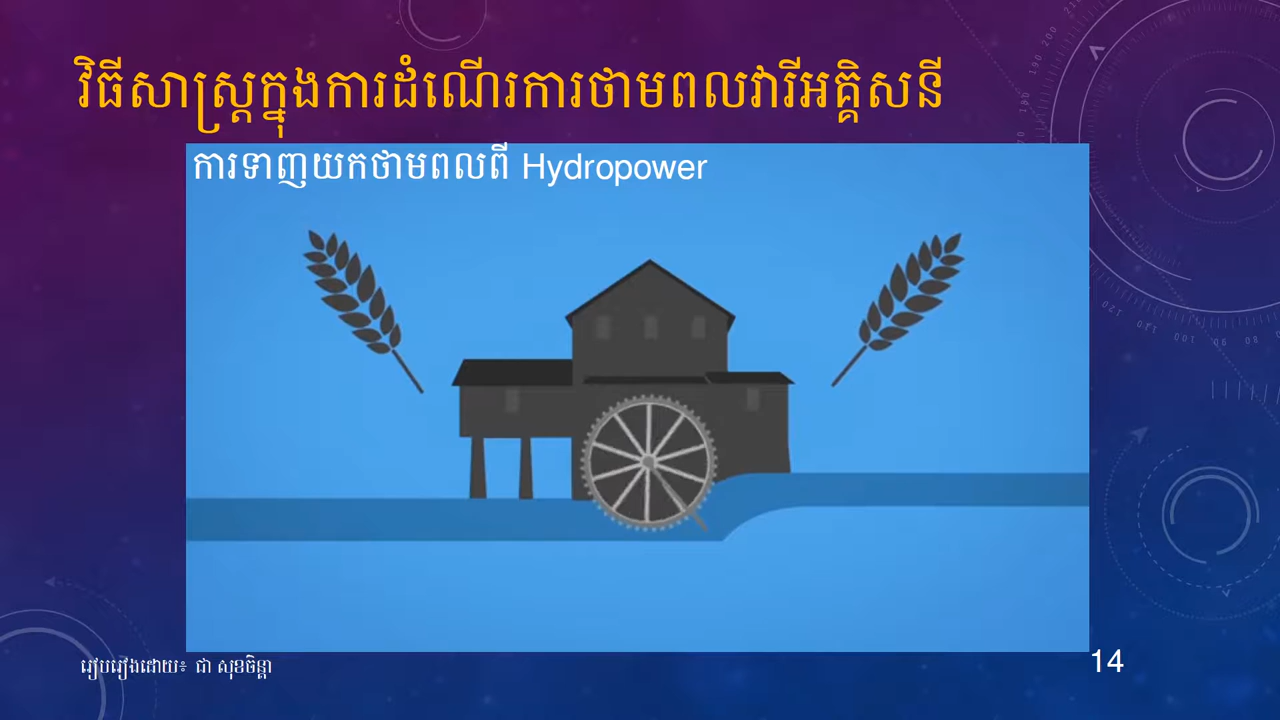 វិធីសាស្ត្រក្នុងការដំណើរការថាមពលវារីអគ្គិសនី
ការទាញយកថាមពលពី Hydropower
រៀបរៀងដោយ៖ ជា សុខចិន្តា
14